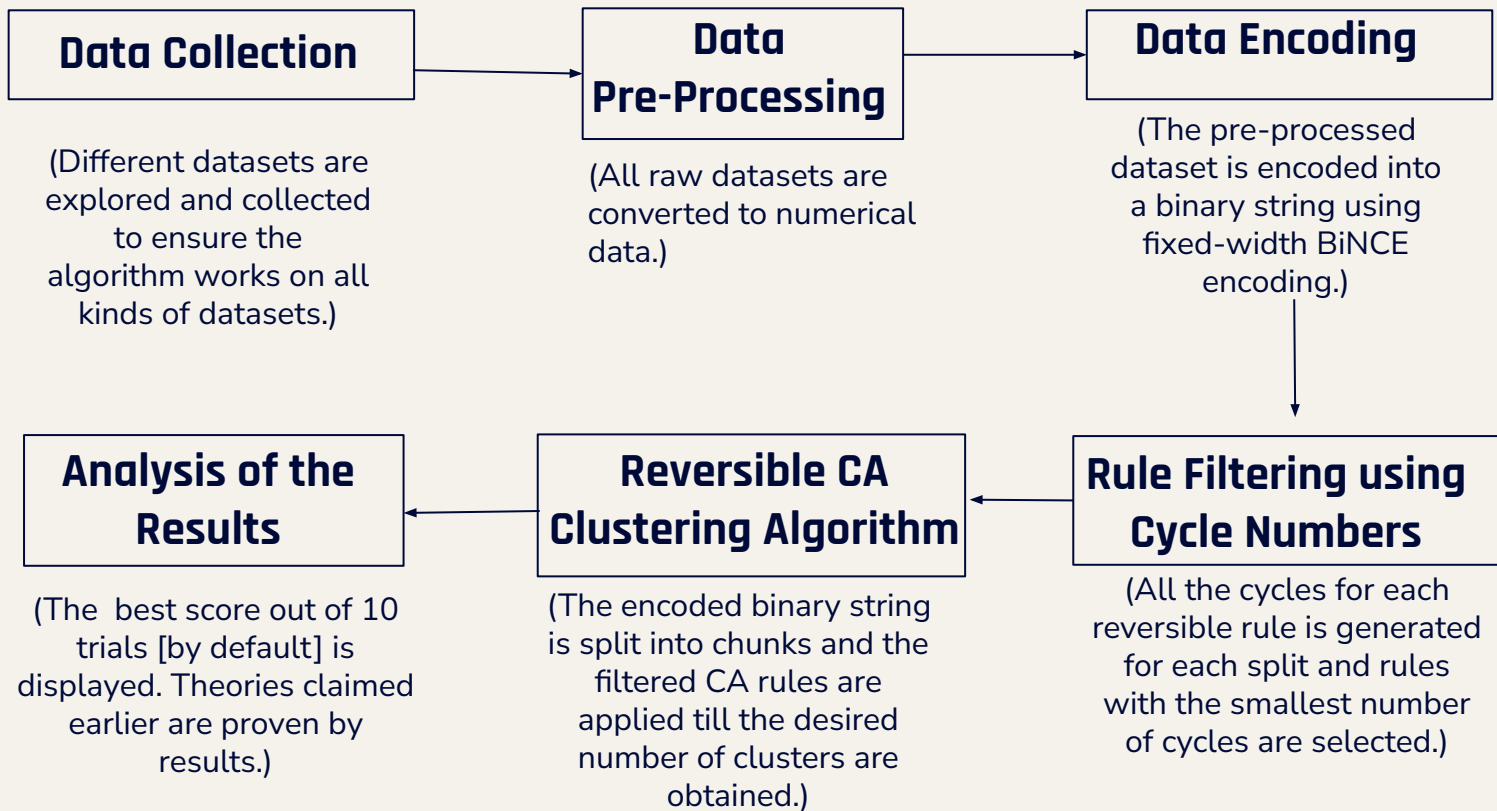 Data Collection
(Different datasets are
explored and collected
to ensure the
algorithm works on all
kinds of datasets.)
Data
Pre-Processing
(All raw datasets are
converted to numerical
data.)
Data Encoding
(The pre-processed
dataset is encoded into
a binary string using
fixed-width BiNCE
encoding.)
Rule Filtering using
Cycle Numbers
(All the cycles for each
reversible rule is generated
for each split and rules
with the smallest number
of cycles are selected.)
Reversible CA
Clustering Algorithm
(The encoded binary string
is split into chunks and the
filtered CA rules are
applied till the desired
number of clusters are
obtained.)
Analysis of the
Results
(The best score out of 10
trials [by default] is
displayed. Theories claimed
earlier are proven by
results.)